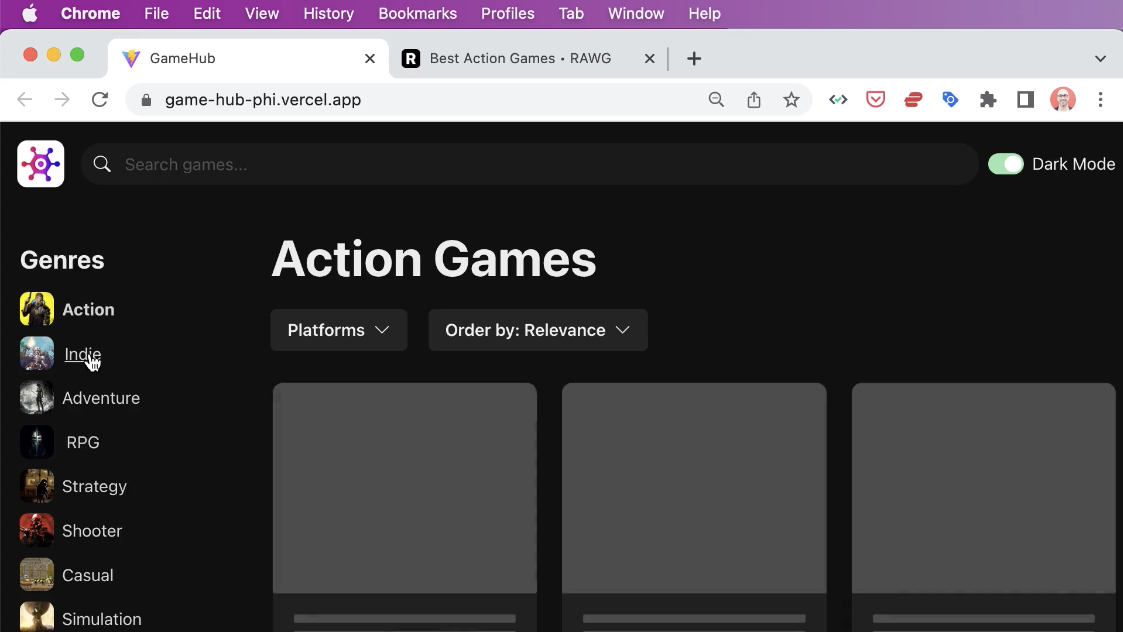 Chrome File Edit View History Bookmarks Profiles Tab Window Help
GameHub
R Best Action Games • RAWG
game-hub-phi.vercel.app
Search games...
Dark Mode
Genres
Action Games
Action
Platforms
Order by: Relevance
Indie
Adventure
RPG
Strategy
Shooter
Casual
Simulation